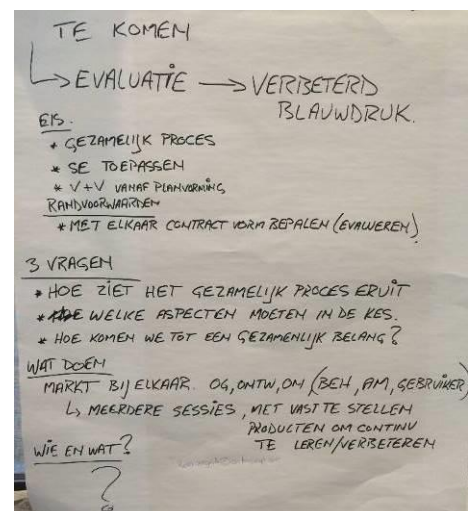 TE KOMEN
↳ EVALUATIE → VERBETERD
BLAUWDRUK.
EIS.
* GEZAMELIJK PROCES
* SE TOEPASSEN
* V+V VANAF PLANVORMING
RANDVOORWAARDEN
* MET ELKAAR CONTRACT VORM BEPALEN (EVALUEREN)
3 VRAGEN
* HOE ZIET HET GEZAMELIJK PROCES ERUIT
* WELKE ASPECTEN MOETEN IN DE KES.
* HOE KOMEN WE TOT EEN GEZAMENLIJK BELANG?
WAT DOEN
MARKT BIJ ELKAAR. OG, ONTW, ON (BEH, AM, GEBRUIKER)
↳ MEERDERE SESSIES, MET VAST TE STELLEN
PRODUCTEN OM CONTINU
TE LEREN/VERBETEREN
WIE EN WAT?
?